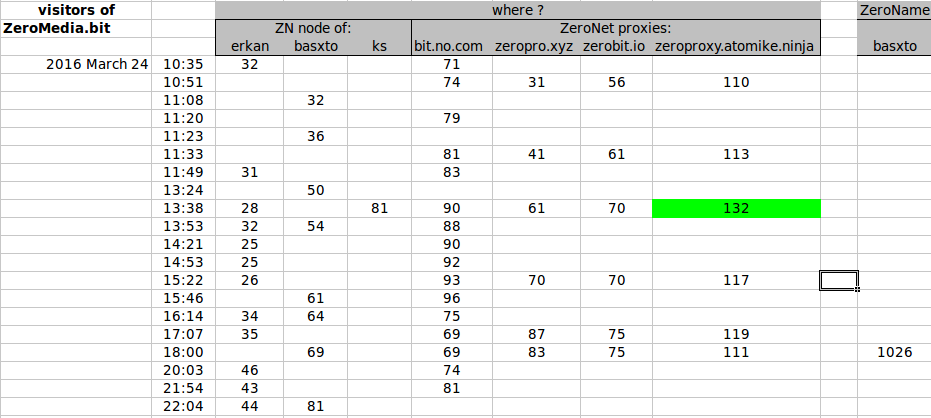 visitors of where ? ZeroName
ZeroMedia.bit ZN node of: ZeroNet proxies:
erkan basxto ks bit.no.com zeropro.xyz zerobit.io zeroproxy.atomike.ninja basxto
2016 March 24 10:35 32 71
10:51 74 31 56 110
11:08 32
11:20 79
11:23 36
11:33 81 41 61 113
11:49 31 83
13:24 50
13:38 28 81 90 61 70 132
13:53 32 54 88
14:21 25 90
14:53 25 92
15:22 26 93 70 70 117
15:46 61 96
16:14 34 64 75
17:07 35 69 87 75 119
18:00 69 69 83 75 111 1026
20:03 46 74
21:54 43 81
22:04 44 81